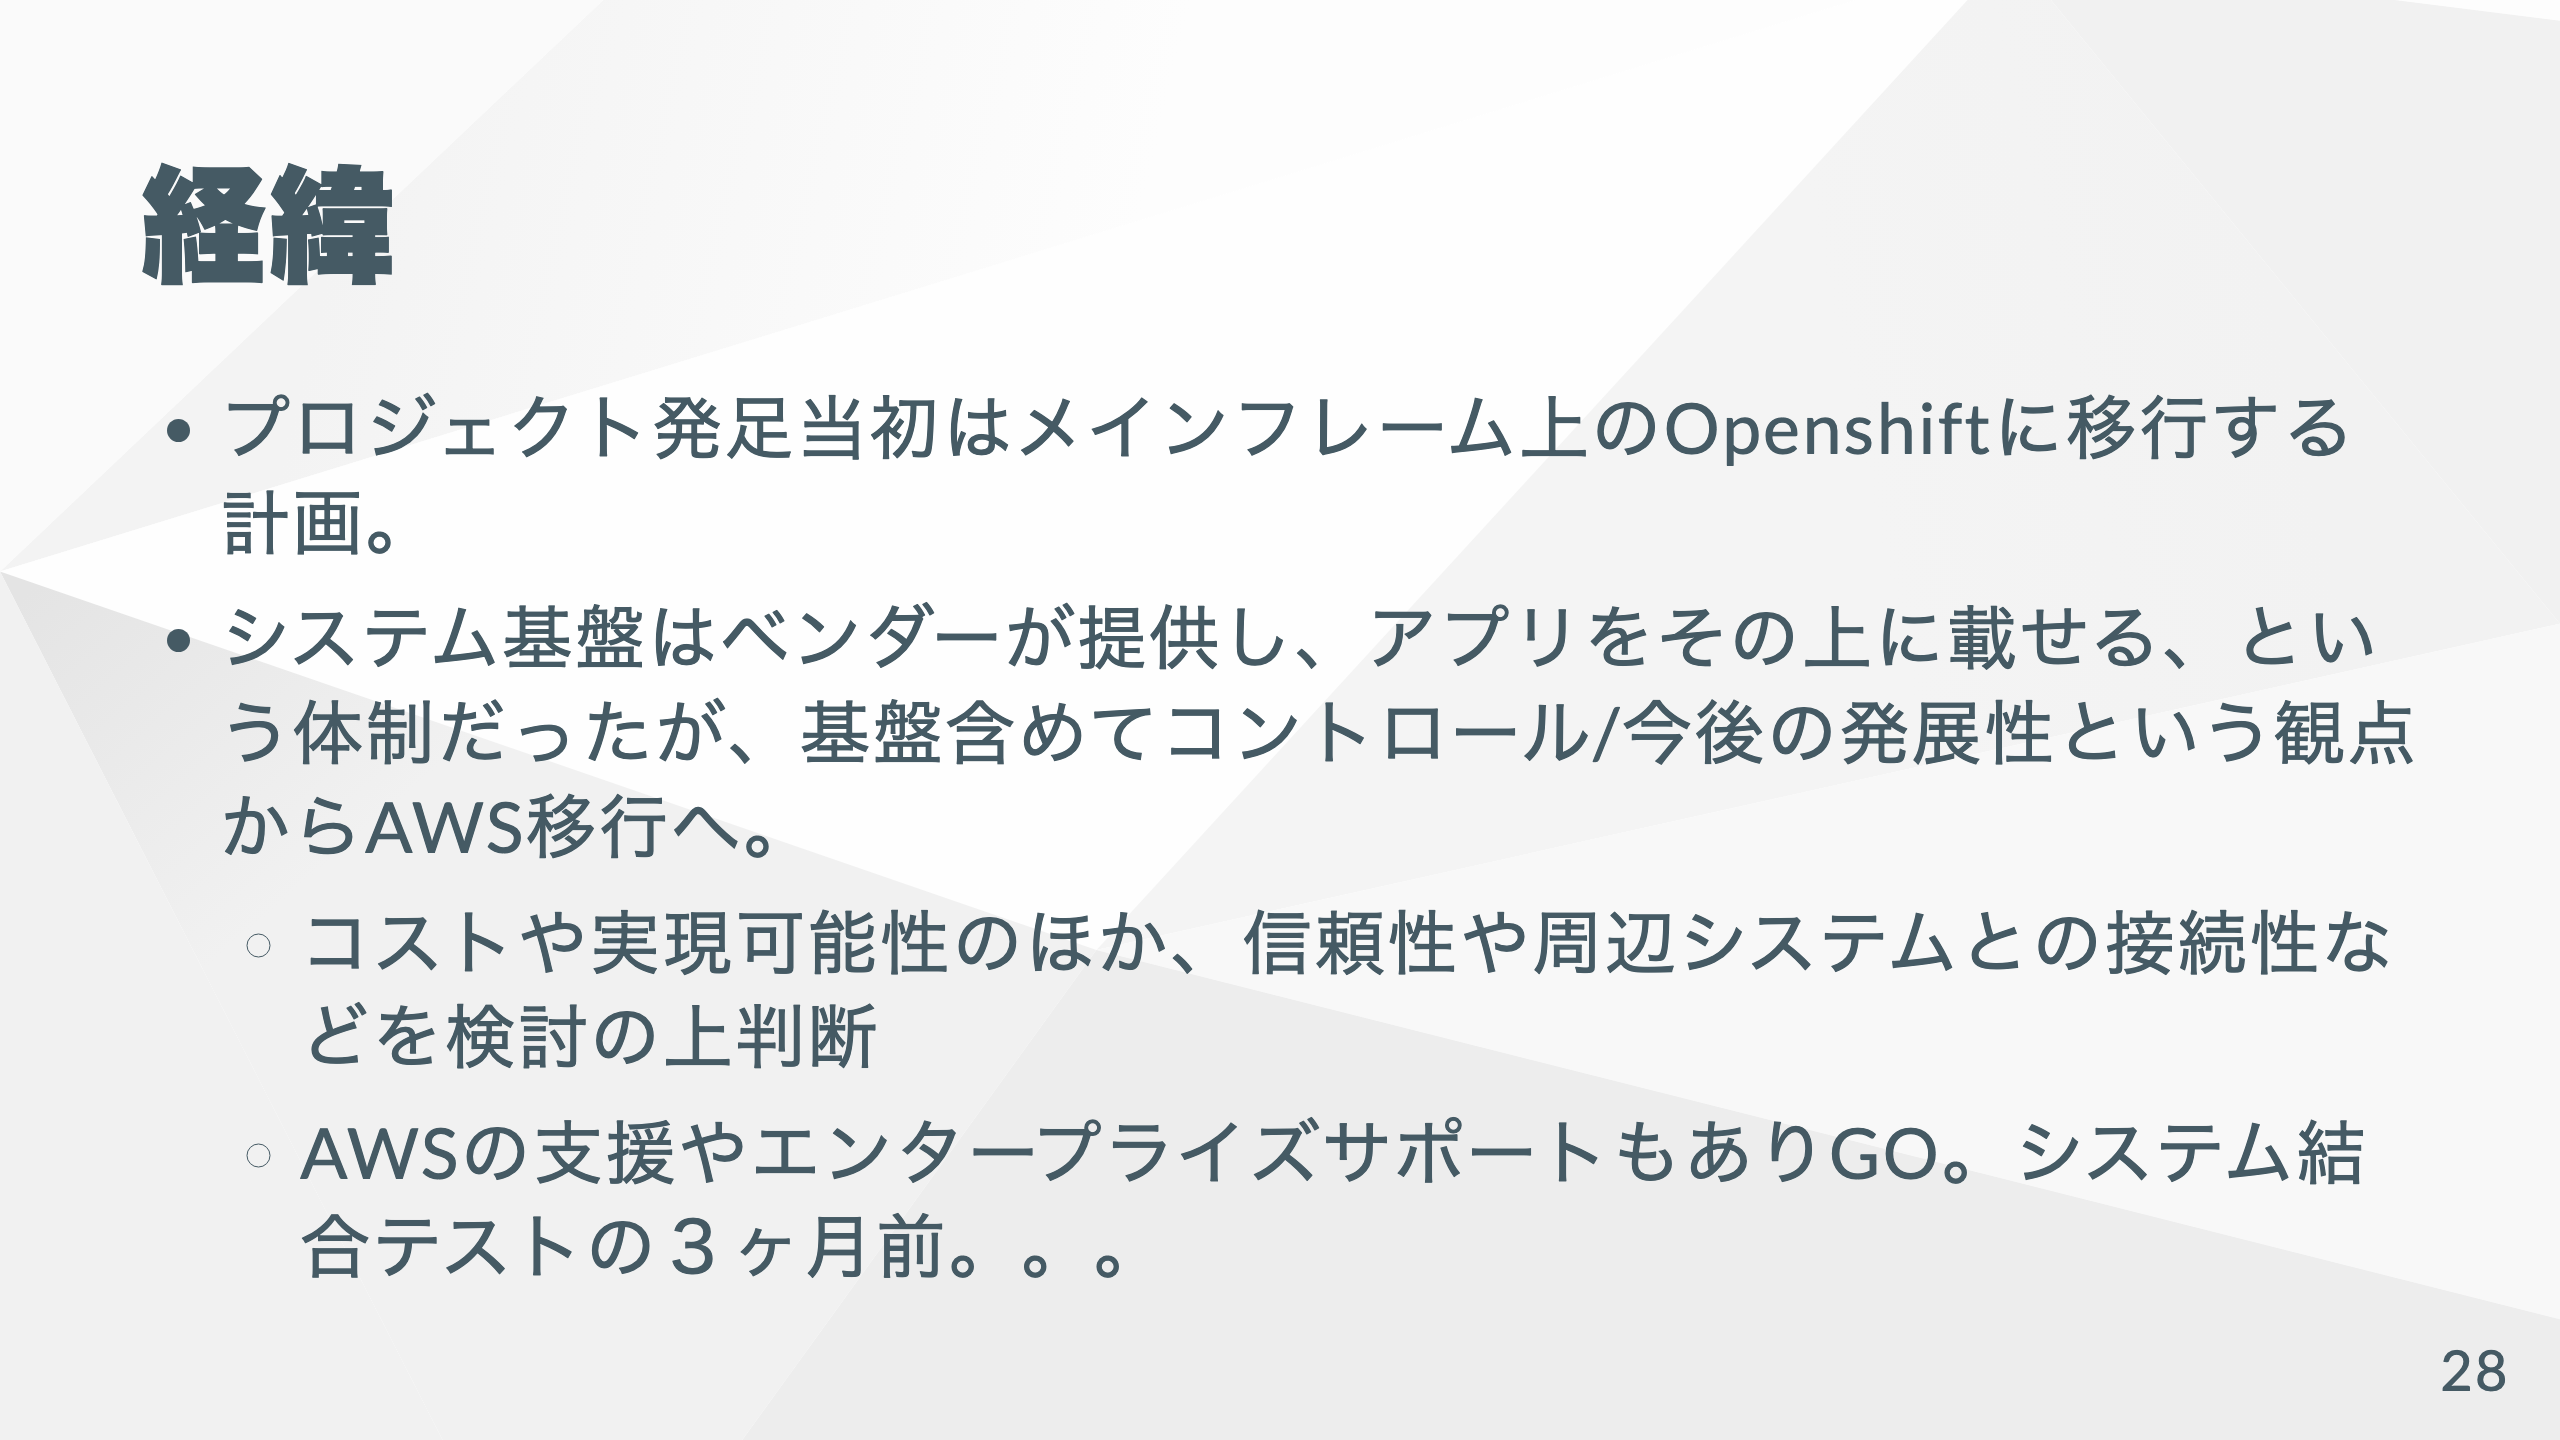 経緯
• プロジェクト発足当初はメインフレーム上のOpenshiftに移行する
計画。
• システム基盤はベンダーが提供し、アプリをその上に載せる、とい
う体制だったが、基盤含めてコントロール/今後の発展性という観点
からAWS移行へ。
○ コストや実現可能性のほか、信頼性や周辺システムとの接続性な
どを検討の上判断
○ AWSの支援やエンタープライズサポートもありGO。システム結
合テストの３ヶ月前。。。
28